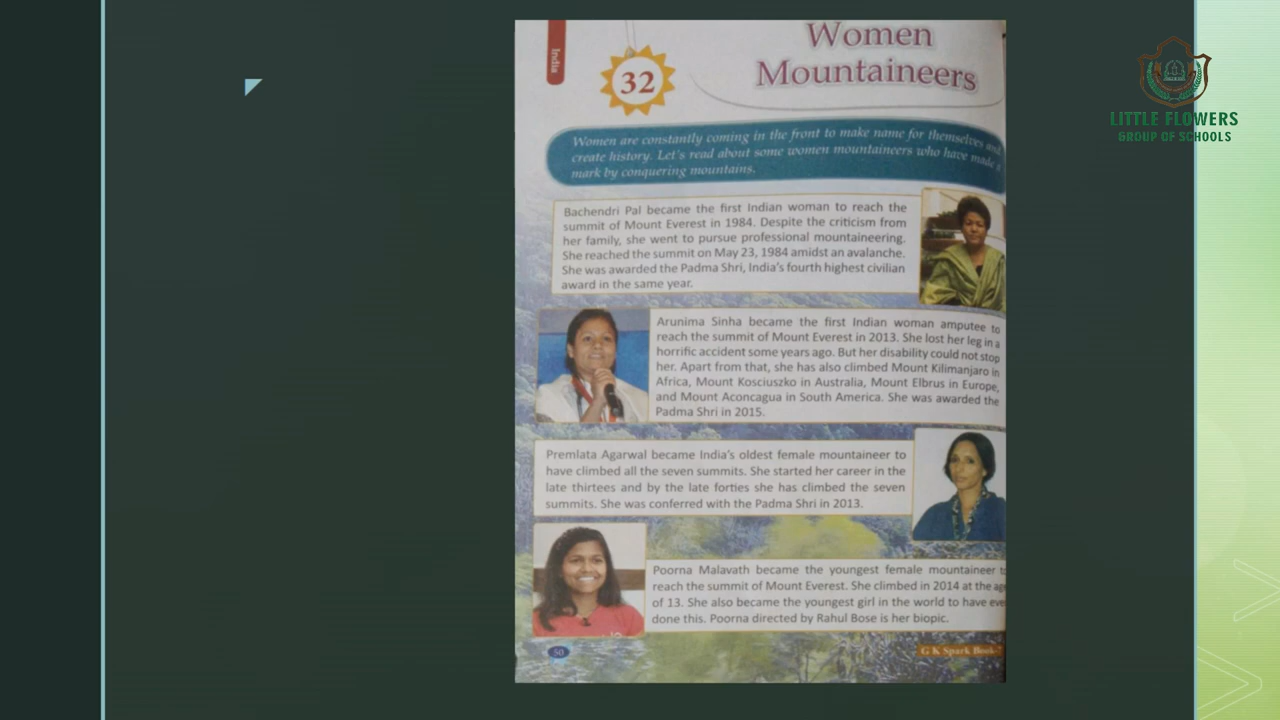 India
32
Women
Mountaineers
LITTLE FLOWERS
GROUP OF SCHOOLS
Women are constantly coming in the front to make name for themselves and
create history. Let's read about some women mountaineers who have made a
mark by conquering mountains.
Bachendri Pal became the first Indian woman to reach the
summit of Mount Everest in 1984. Despite the criticism from
her family, she went to pursue professional mountaineering.
She reached the summit on May 23, 1984 amidst an avalanche.
She was awarded the Padma Shri, India's fourth highest civilian
award in the same year.
Arunima Sinha became the first Indian woman amputee to
reach the summit of Mount Everest in 2013. She lost her leg in a
horrific accident some years ago. But her disability could not stop
her. Apart from that, she has also climbed Mount Kilimanjaro in
Africa, Mount Kosciuszko in Australia, Mount Elbrus in Europe,
and Mount Aconcagua in South America. She was awarded the
Padma Shri in 2015.
Premlata Agarwal became India's oldest female mountaineer to
have climbed all the seven summits. She started her career in the
late thirtees and by the late forties she has climbed the seven
summits. She was conferred with the Padma Shri in 2013.
Poorna Malavath became the youngest female mountaineer to
reach the summit of Mount Everest. She climbed in 2014 at the age
of 13. She also became the youngest girl in the world to have eve
done this. Poorna directed by Rahul Bose is her biopic.
50
G K Spark Book-